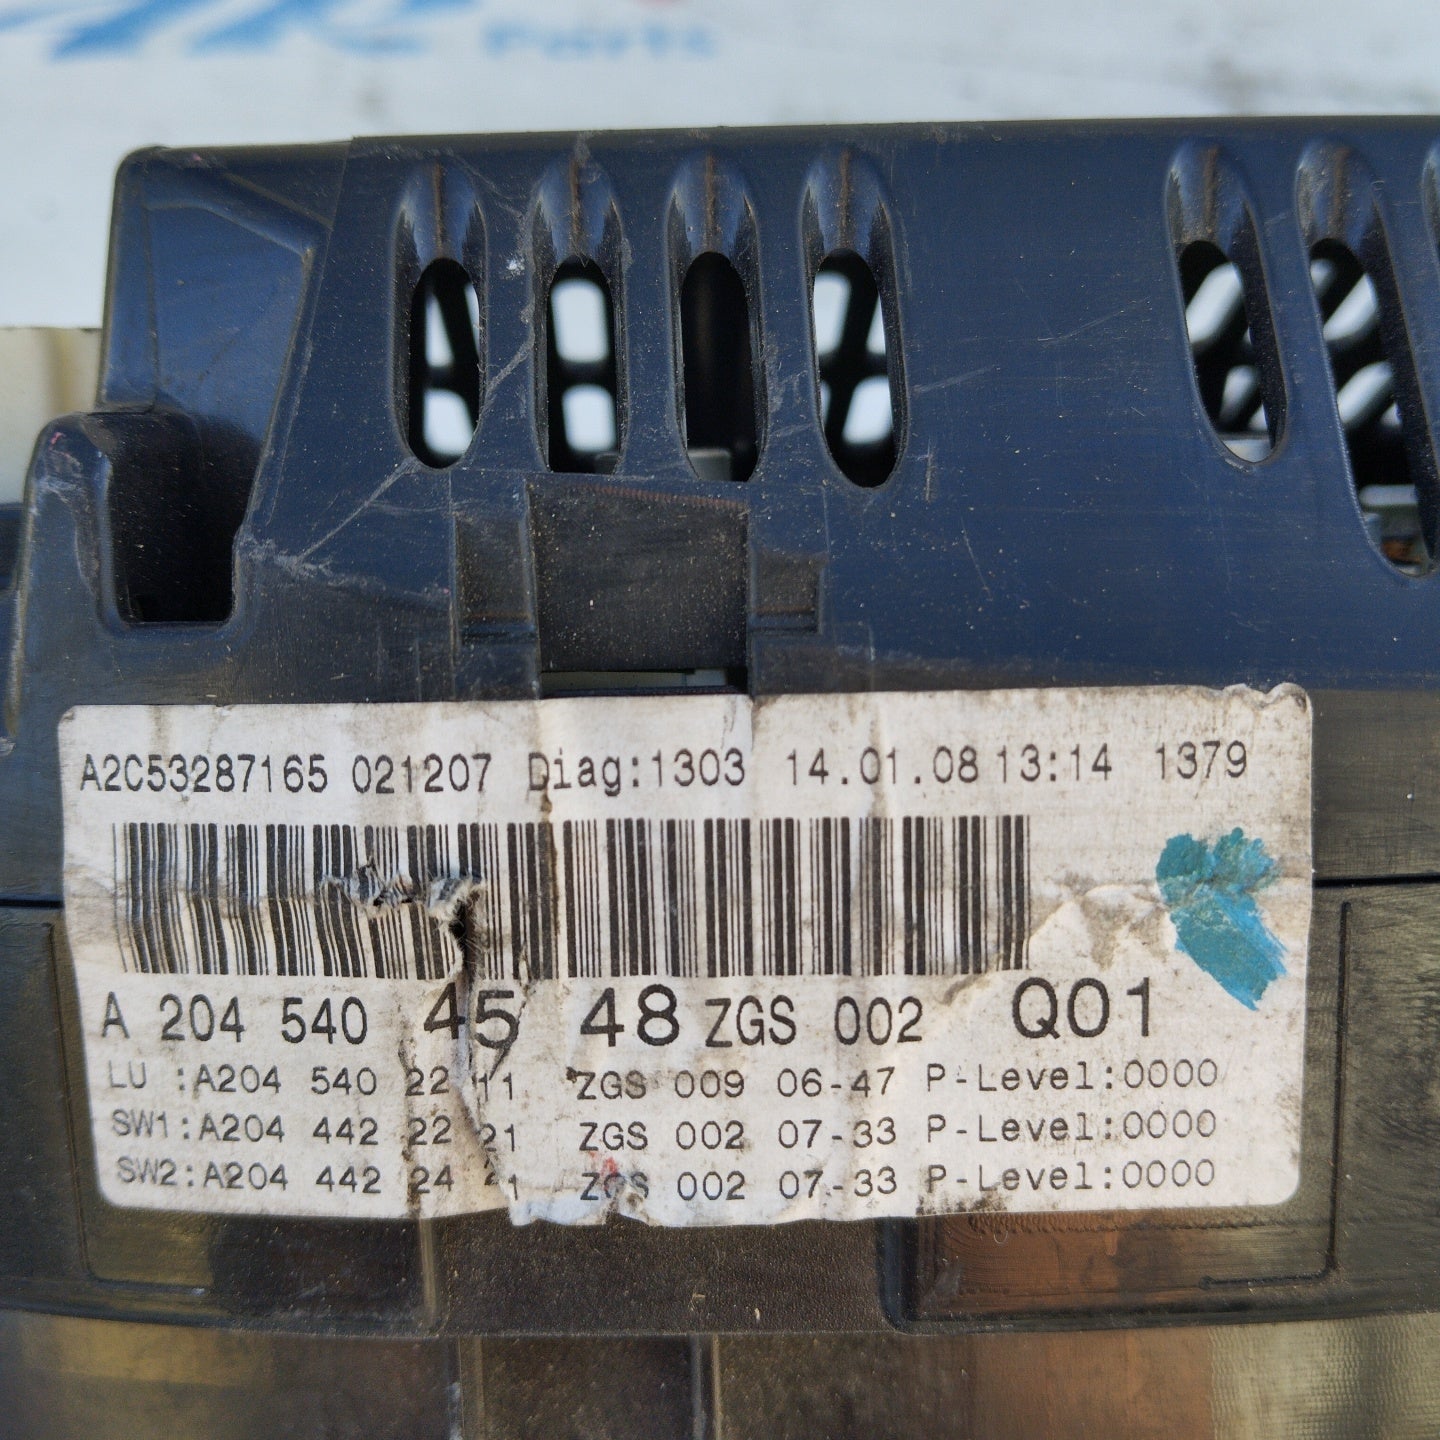 Parts
A2C53287165 021207 Diag:1303 14.01.08 13:14 1379
A 204 540 45 48 ZGS 002 Q01
LU :A204 540 22 11 ZGS 009 06-47 P-Level:0000
SW1:A204 442 22 21 ZGS 002 07-33 P-Level:0000
SW2:A204 442 24 21 ZGS 002 07-33 P-Level:0000